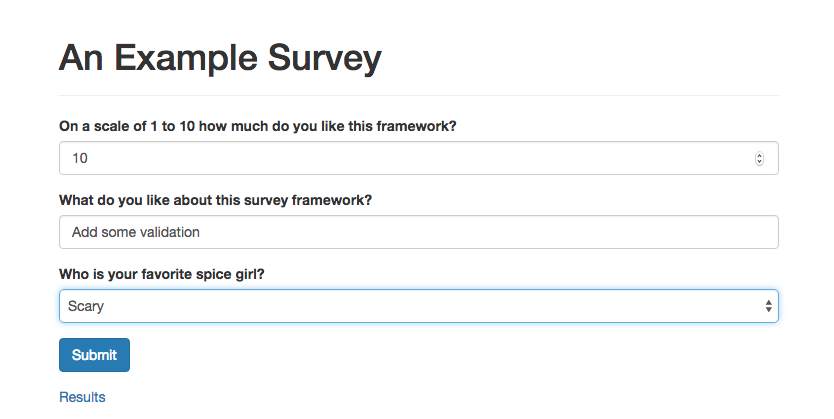 An Example Survey
On a scale of 1 to 10 how much do you like this framework?
10
What do you like about this survey framework?
Add some validation
Who is your favorite spice girl?
Scary
Submit
Results